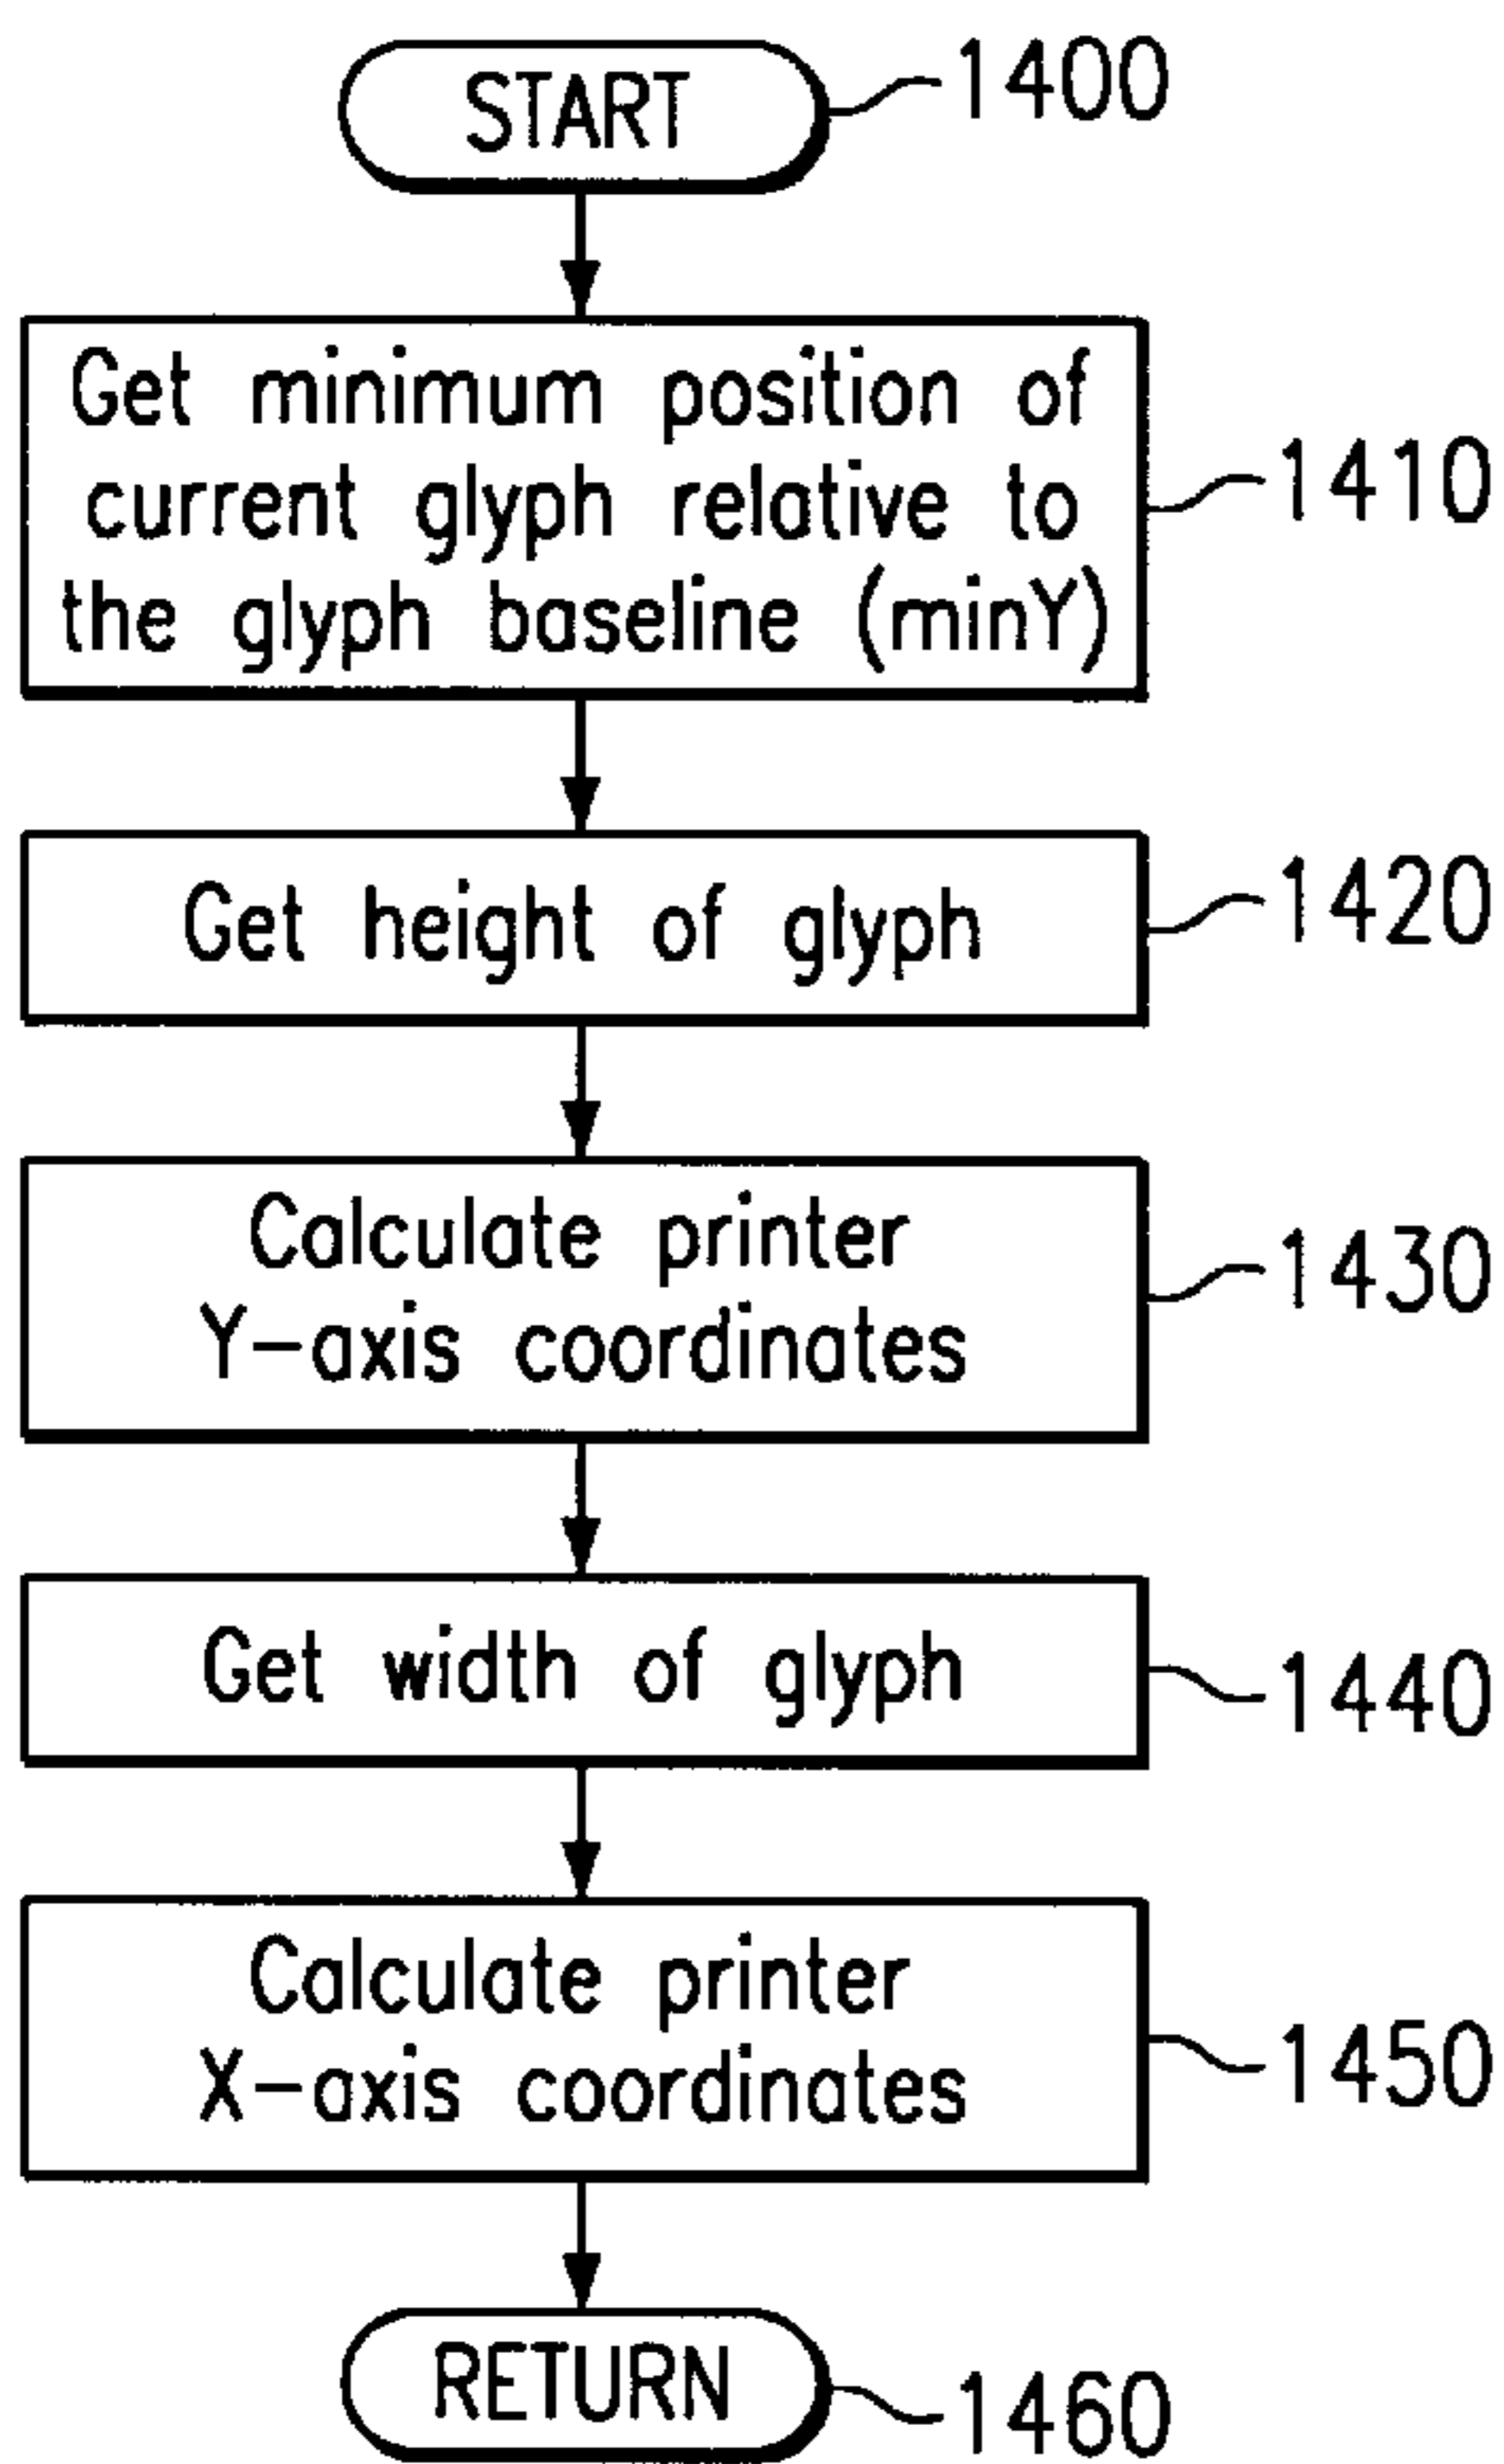 START
1400
Get minimum position of
current glyph relative to
the glyph baseline (minY)
1410
Get height of glyph
1420
Calculate printer
Y-axis coordinates
1430
Get width of glyph
1440
Calculate printer
X-axis coordinates
1450
RETURN
1460